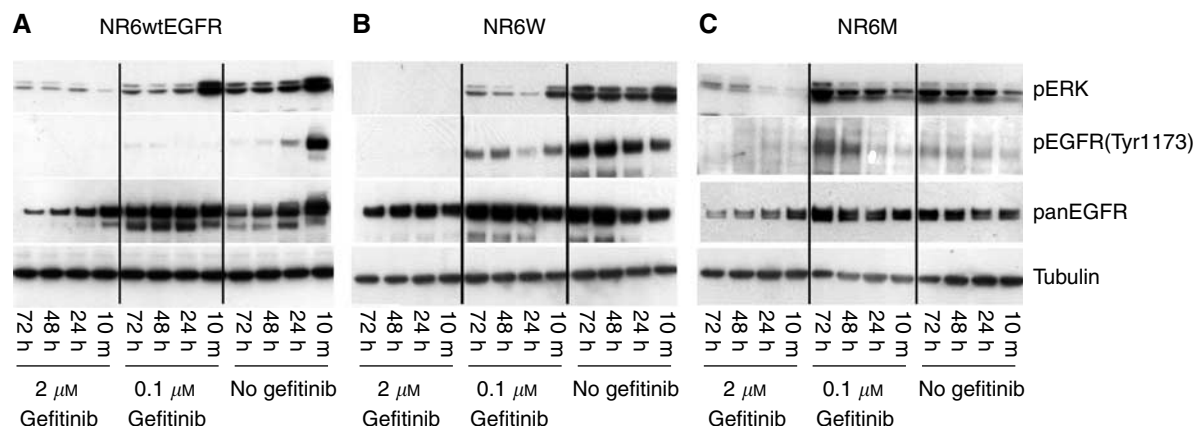 A NR6wtEGFR B NR6W C NR6M
pERK
pEGFR(Tyr1173)
panEGFR
Tubulin
72 h 48 h 24 h 10 m 72 h 48 h 24 h 10 m 72 h 48 h 24 h 10 m 72 h 48 h 24 h 10 m 72 h 48 h 24 h 10 m 72 h 48 h 24 h 10 m 72 h 48 h 24 h 10 m 72 h 48 h 24 h 10 m 72 h 48 h 24 h 10 m
2 μM 0.1 μM No gefitinib 2 μM 0.1 μM No gefitinib 2 μM 0.1 μM No gefitinib
Gefitinib Gefitinib Gefitinib Gefitinib Gefitinib Gefitinib